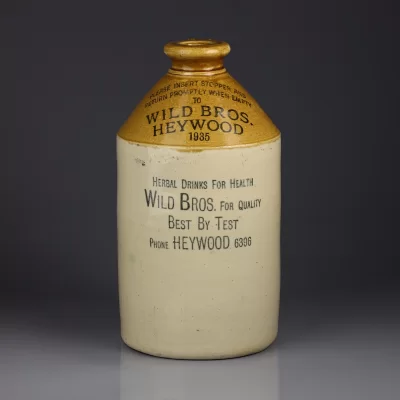 PLEASE INSERT STOPPER AND
RETURN PROMPTLY WHEN EMPTY
TO
WILD BROS.
HEYWOOD
1935
HERBAL DRINKS FOR HEALTH
WILD BROS. FOR QUALITY
BEST BY TEST
PHONE HEYWOOD 6396